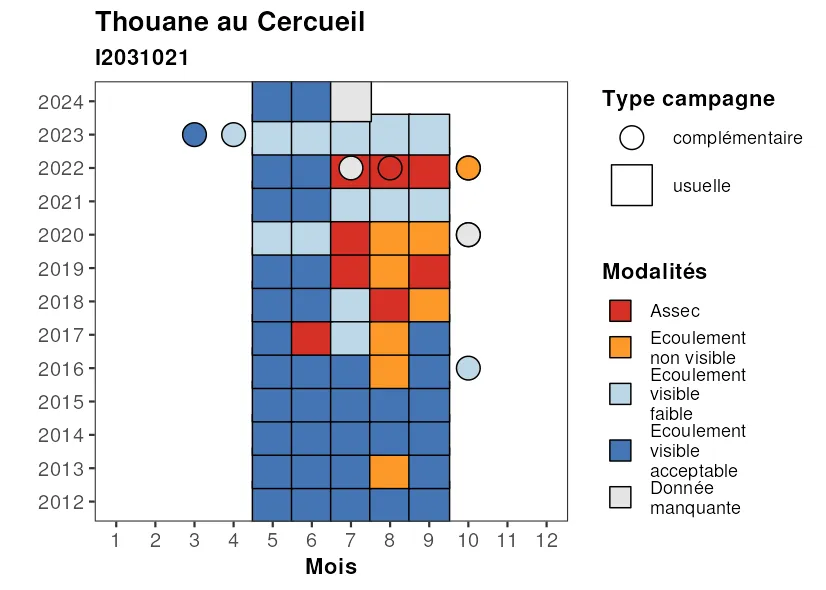 Thouane au Cercueil
I2031021
2024
2023
2022
2021
2020
2019
2018
2017
2016
2015
2014
2013
2012
1 2 3 4 5 6 7 8 9 10 11 12
Mois
Type campagne
complémentaire
usuelle
Modalités
Assec
Ecoulement
non visible
Ecoulement
visible
faible
Ecoulement
visible
acceptable
Donnée
manquante